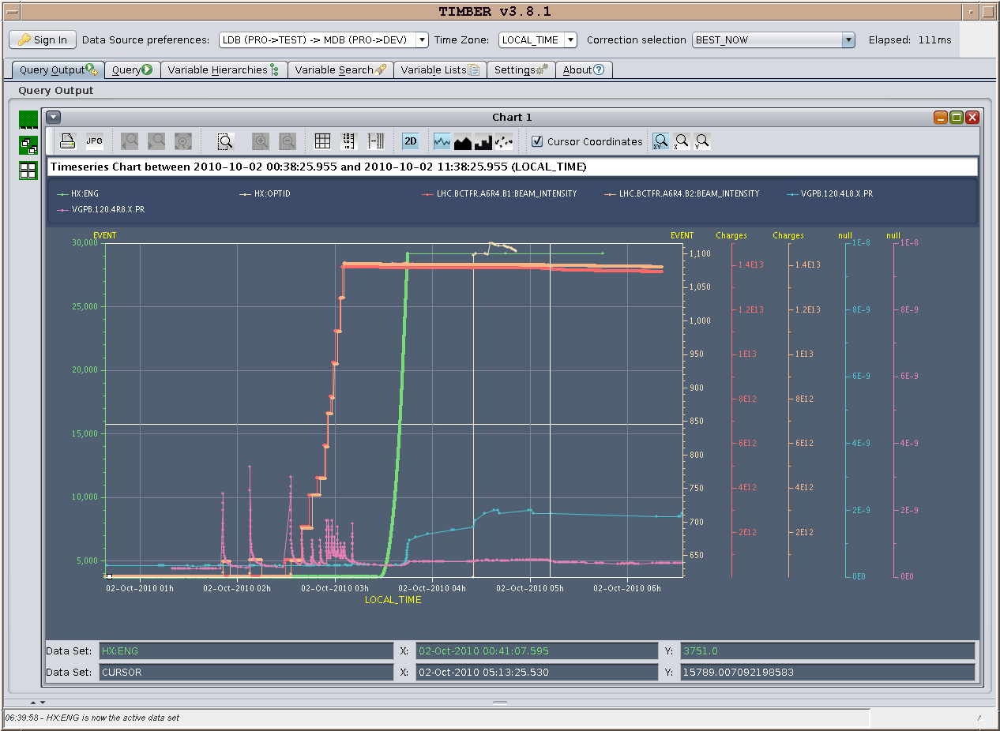 TIMBER v3.8.1
Sign In Data Source preferences: LDB (PRO->TEST) -> MDB (PRO->DEV) Time Zone: LOCAL_TIME Correction selection BEST_NOW Elapsed: 111ms
Query Output Query Variable Hierarchies Variable Search Variable Lists Settings About
Query Output
Chart 1
JPG 2D Cursor Coordinates XY X Y
Timeseries Chart between 2010-10-02 00:38:25.955 and 2010-10-02 11:38:25.955 (LOCAL_TIME)
HX:ENG HX:OPTID LHC.BCTFR.A6R4.B1:BEAM_INTENSITY LHC.BCTFR.A6R4.B2:BEAM_INTENSITY VGPB.120.4L8.X.PR
VGPB.120.4R8.X.PR
EVENT EVENT Charges Charges null null
30,000 1E-8 1E-8
1,100
1.4E13 1.4E13
1,050
25,000 1.2E13 1.2E13 8E-9 8E-9
1,000
950 1E13 1E13
20,000 6E-9 6E-9
900
8E12 8E12
850
15,000 6E12 6E12 4E-9 4E-9
800
750 4E12 4E12
10,000
700 2E-9 2E-9
2E12 2E12
5,000 650
0E0 0E0
02-Oct-2010 01h 02-Oct-2010 02h 02-Oct-2010 03h 02-Oct-2010 04h 02-Oct-2010 05h 02-Oct-2010 06h
LOCAL_TIME
Data Set: HX:ENG X: 02-Oct-2010 00:41:07.595 Y: 3751.0
Data Set: CURSOR X: 02-Oct-2010 05:13:25.530 Y: 15789.007092198583
06:39:58 - HX:ENG is now the active data set